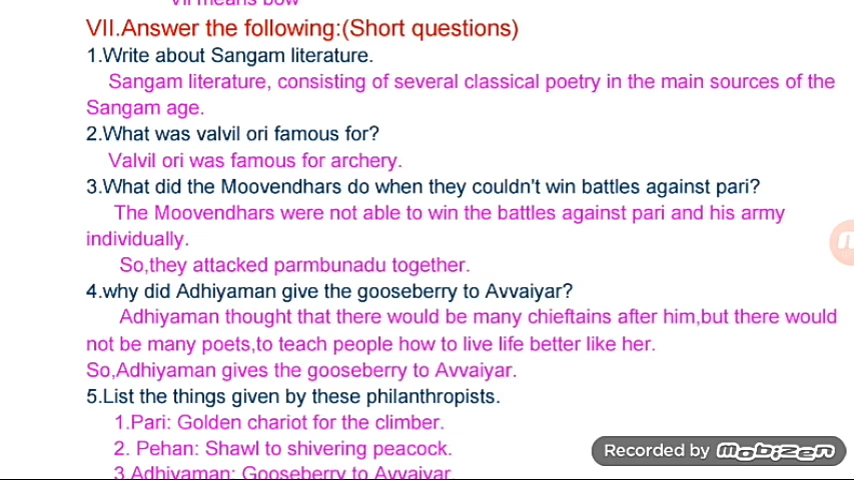 Vil means bow
VII.Answer the following:(Short questions)
1.Write about Sangam literature.
Sangam literature, consisting of several classical poetry in the main sources of the
Sangam age.
2.What was valvil ori famous for?
Valvil ori was famous for archery.
3.What did the Moovendhars do when they couldn't win battles against pari?
The Moovendhars were not able to win the battles against pari and his army
individually.
So,they attacked parmbunadu together.
4.why did Adhiyaman give the gooseberry to Avvaiyar?
Adhiyaman thought that there would be many chieftains after him,but there would
not be many poets,to teach people how to live life better like her.
So,Adhiyaman gives the gooseberry to Avvaiyar.
5.List the things given by these philanthropists.
1.Pari: Golden chariot for the climber.
2. Pehan: Shawl to shivering peacock.
3.Adhiyaman: Gooseberry to Avvaiyar.
Recorded by Mobizen